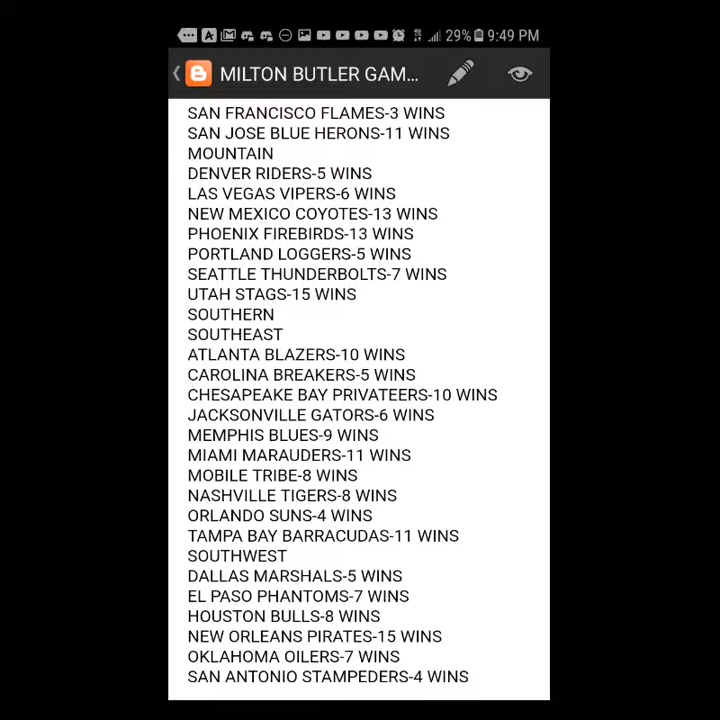 29% 9:49 PM
MILTON BUTLER GAM...
SAN FRANCISCO FLAMES-3 WINS
SAN JOSE BLUE HERONS-11 WINS
MOUNTAIN
DENVER RIDERS-5 WINS
LAS VEGAS VIPERS-6 WINS
NEW MEXICO COYOTES-13 WINS
PHOENIX FIREBIRDS-13 WINS
PORTLAND LOGGERS-5 WINS
SEATTLE THUNDERBOLTS-7 WINS
UTAH STAGS-15 WINS
SOUTHERN
SOUTHEAST
ATLANTA BLAZERS-10 WINS
CAROLINA BREAKERS-5 WINS
CHESAPEAKE BAY PRIVATEERS-10 WINS
JACKSONVILLE GATORS-6 WINS
MEMPHIS BLUES-9 WINS
MIAMI MARAUDERS-11 WINS
MOBILE TRIBE-8 WINS
NASHVILLE TIGERS-8 WINS
ORLANDO SUNS-4 WINS
TAMPA BAY BARRACUDAS-11 WINS
SOUTHWEST
DALLAS MARSHALS-5 WINS
EL PASO PHANTOMS-7 WINS
HOUSTON BULLS-8 WINS
NEW ORLEANS PIRATES-15 WINS
OKLAHOMA OILERS-7 WINS
SAN ANTONIO STAMPEDERS-4 WINS